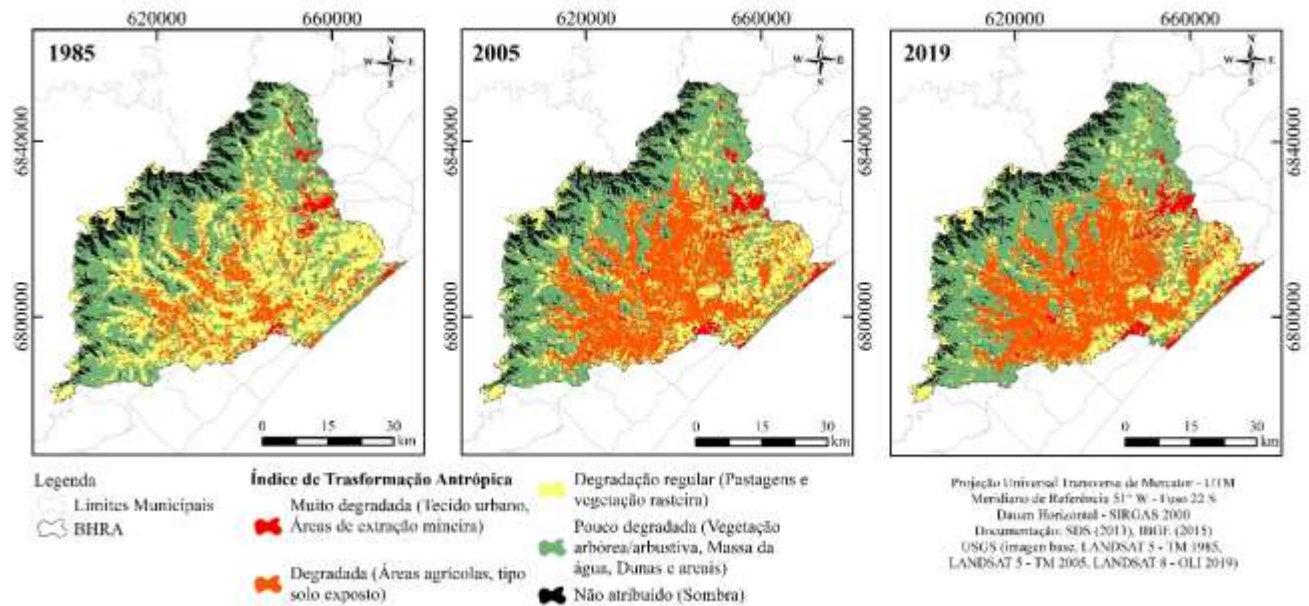 620000 660000
620000 660000
620000 660000
1985
N
W E
S
2005
N
W E
S
2019
N
W E
S
6840000
6800000
6840000
6800000
0 15 30
km
0 15 30
km
0 15 30
km
Legenda
Limites Municipais
BHRA
Índice de Trasformação Antrópica
Muito degradada (Tecido urbano,
Áreas de extração mineira)
Degradada (Áreas agrícolas, tipo
solo exposto)
Degradação regular (Pastagens e
vegetação rasteira)
Pouco degradada (Vegetação
arbórea/arbustiva, Massa da
água, Dunas e areais)
Não atribuído (Sombra)
Projeção Universal Transversa de Mercator - UTM
Meridiano de Referência 51° W - Fuso 22 S
Datum Horizontal - SIRGAS 2000
Documentação: SDS (2013), IBGE (2015)
USGS (imagen base, LANDSAT 5 - TM 1985,
LANDSAT 5 - TM 2005, LANDSAT 8 - OLI 2019)